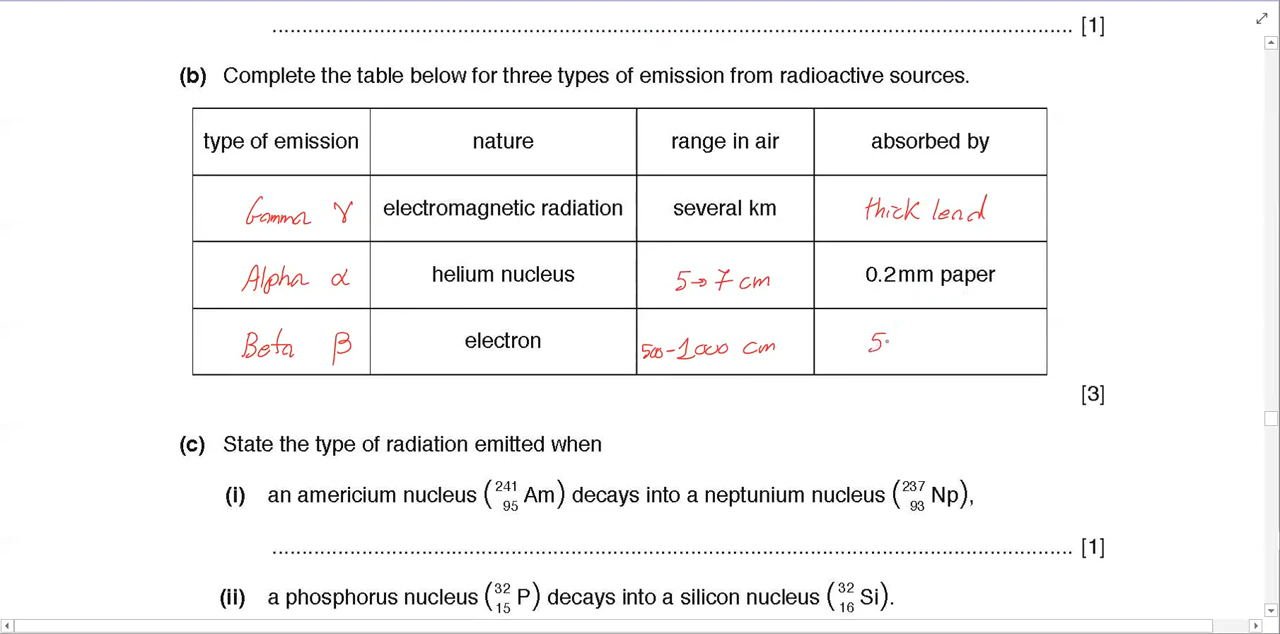 [1]
(b) Complete the table below for three types of emission from radioactive sources.
type of emission nature range in air absorbed by
Gamma γ electromagnetic radiation several km thick lead
Alpha α helium nucleus 5→7 cm 0.2mm paper
Beta β electron 500-1000 cm 5
[3]
(c) State the type of radiation emitted when
(i) an americium nucleus (²⁴¹₉₅Am) decays into a neptunium nucleus (²³⁷₉₃Np),
[1]
(ii) a phosphorus nucleus (³²₁₅P) decays into a silicon nucleus (³²₁₆Si).